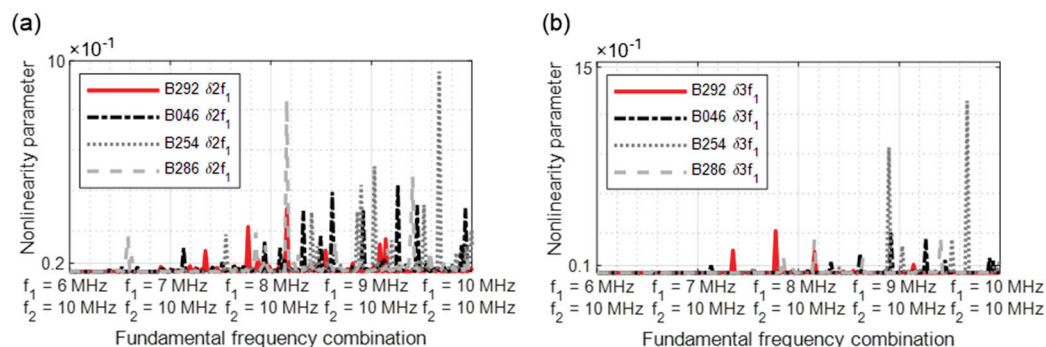 (a)
×10⁻¹
10
Nonlinearity parameter
B292 δ2f₁
B046 δ2f₁
B254 δ2f₁
B286 δ2f₁
0.2
f₁ = 6 MHz f₁ = 7 MHz f₁ = 8 MHz f₁ = 9 MHz f₁ = 10 MHz
f₂ = 10 MHz f₂ = 10 MHz f₂ = 10 MHz f₂ = 10 MHz f₂ = 10 MHz
Fundamental frequency combination
(b)
×10⁻¹
15
Nonlinearity parameter
B292 δ3f₁
B046 δ3f₁
B254 δ3f₁
B286 δ3f₁
0.1
f₁ = 6 MHz f₁ = 7 MHz f₁ = 8 MHz f₁ = 9 MHz f₁ = 10 MHz
f₂ = 10 MHz f₂ = 10 MHz f₂ = 10 MHz f₂ = 10 MHz f₂ = 10 MHz
Fundamental frequency combination